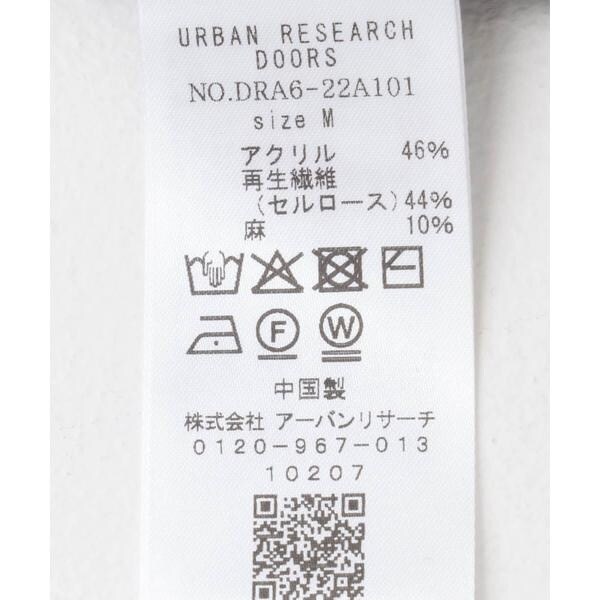 URBAN RESEARCH
DOORS
NO.DRA6-22A101
size M
アクリル 46%
再生繊維
(セルロース)44%
麻 10%
F W
中国製
株式会社 アーバンリサーチ
0120-967-013
10207